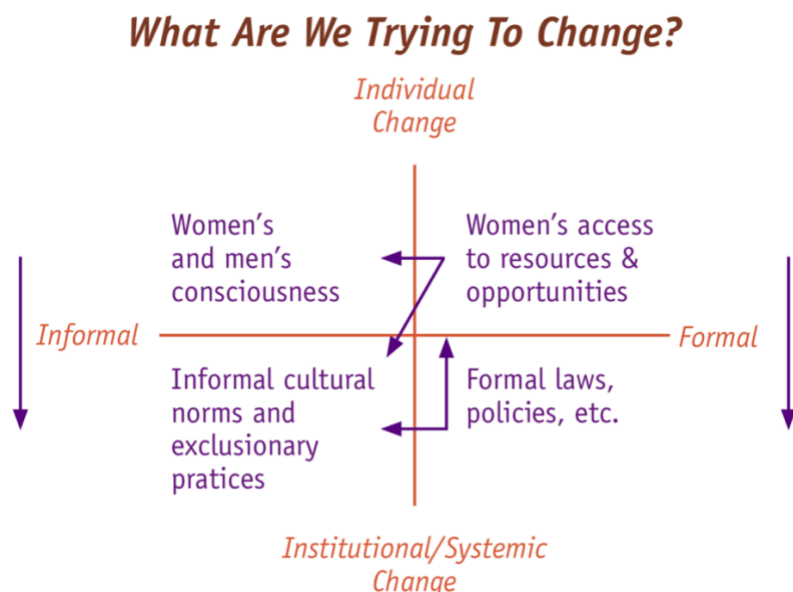 What Are We Trying To Change?
Individual
Change
Women's
and men's
consciousness
Women's access
to resources &
opportunities
Informal
Formal
Informal cultural
norms and
exclusionary
pratices
Formal laws,
policies, etc.
Institutional/Systemic
Change